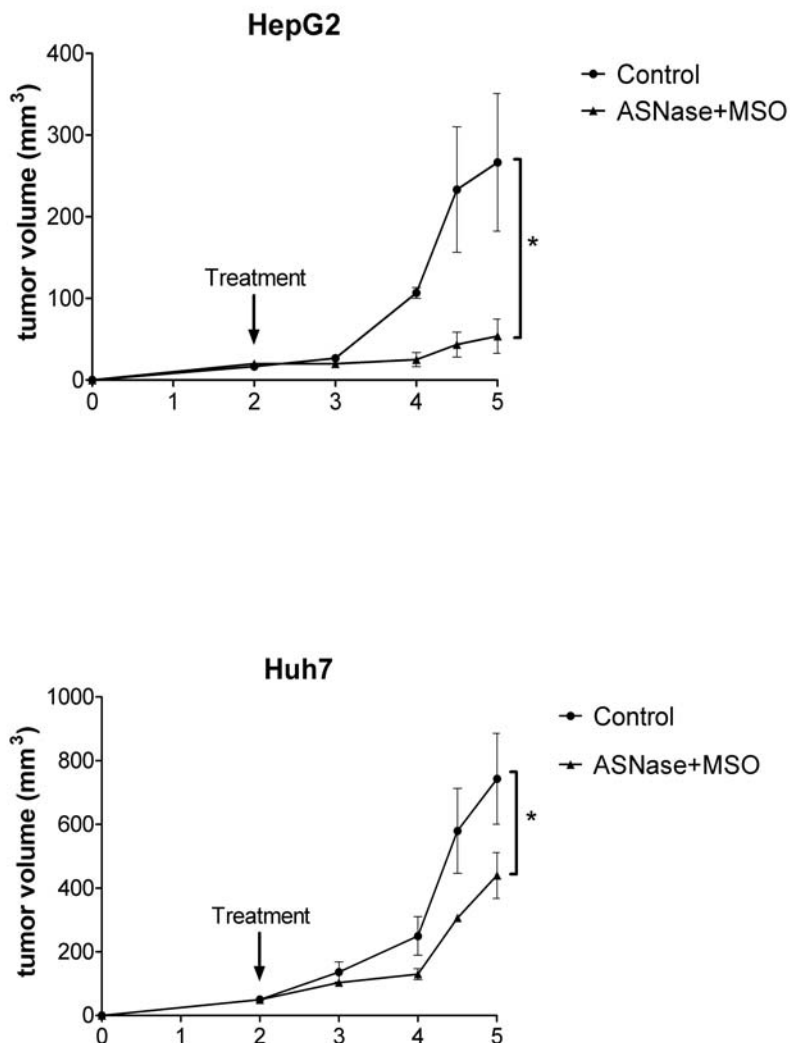 HepG2
400
300
200
100
0
tumor volume (mm³)
Treatment
0 1 2 3 4 5
Control
ASNase+MSO
*
Huh7
1000
800
600
400
200
0
tumor volume (mm³)
Treatment
0 1 2 3 4 5
Control
ASNase+MSO
*